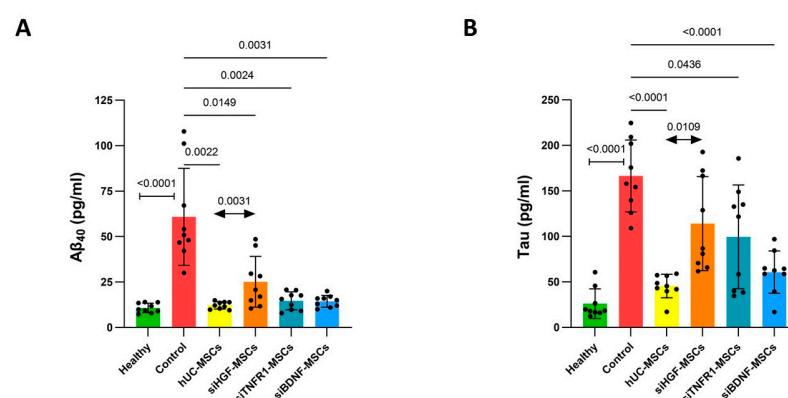 A
0.0031
0.0024
0.0149
0.0022
<0.0001
0.0031
125
100
75
50
25
0
Aβ40 (pg/ml)
Healthy
Control
hUC-MSCs
siHGF-MSCs
siTNFR1-MSCs
siBDNF-MSCs
B
<0.0001
0.0436
<0.0001
0.0109
<0.0001
250
200
150
100
50
0
Tau (pg/ml)
Healthy
Control
hUC-MSCs
siHGF-MSCs
siTNFR1-MSCs
siBDNF-MSCs